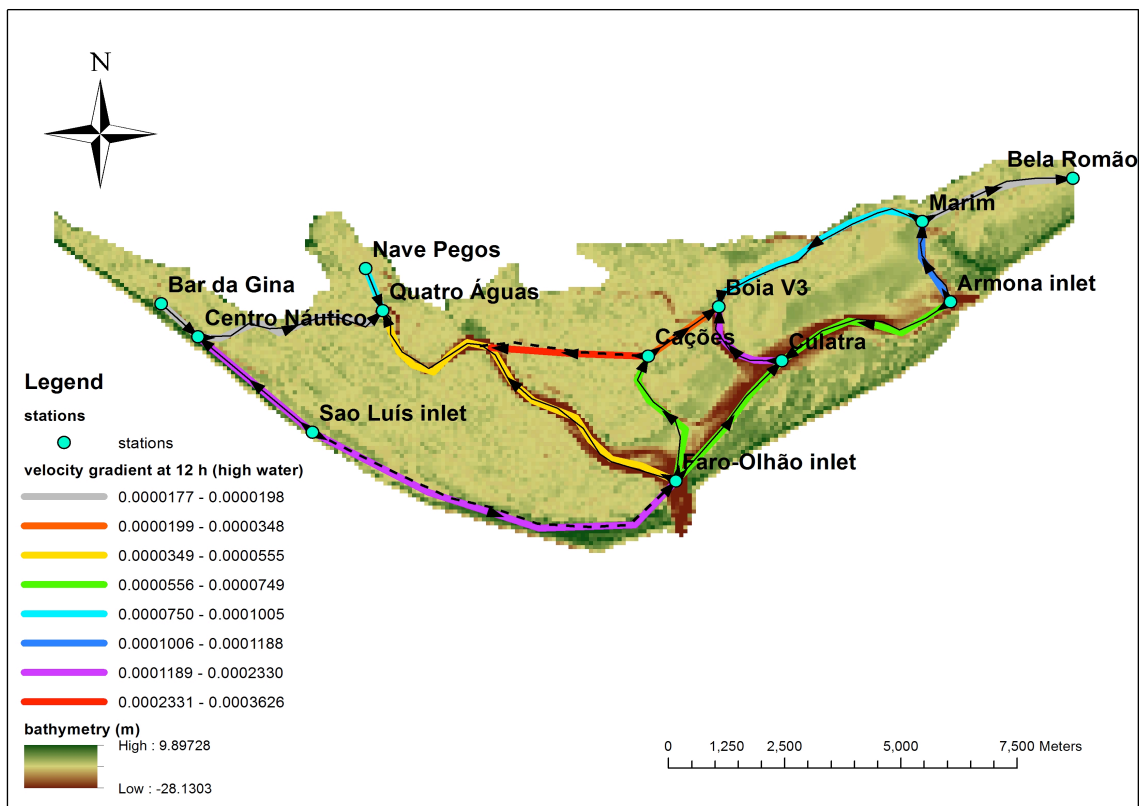 N
Bela Romão
Marim
Nave Pegos
Bar da Gina
Quatro Águas
Boia V3
Armona inlet
Centro Náutico
Cações
Culatra
Legend
Sao Luís inlet
stations
stations
Faro-Olhão inlet
velocity gradient at 12 h (high water)
0.0000177 - 0.0000198
0.0000199 - 0.0000348
0.0000349 - 0.0000555
0.0000556 - 0.0000749
0.0000750 - 0.0001005
0.0001006 - 0.0001188
0.0001189 - 0.0002330
0.0002331 - 0.0003626
bathymetry (m)
High : 9.89728
Low : -28.1303
0 1,250 2,500 5,000 7,500 Meters